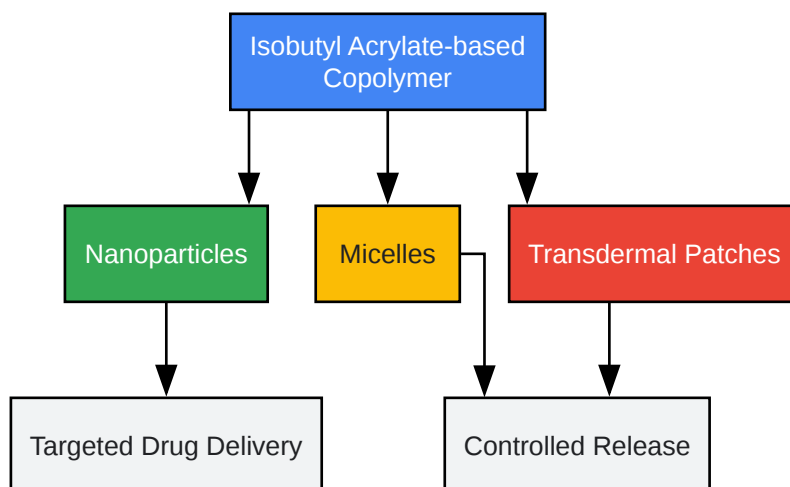 Isobutyl Acrylate-based
Copolymer
Nanoparticles
Micelles
Transdermal Patches
Targeted Drug Delivery
Controlled Release